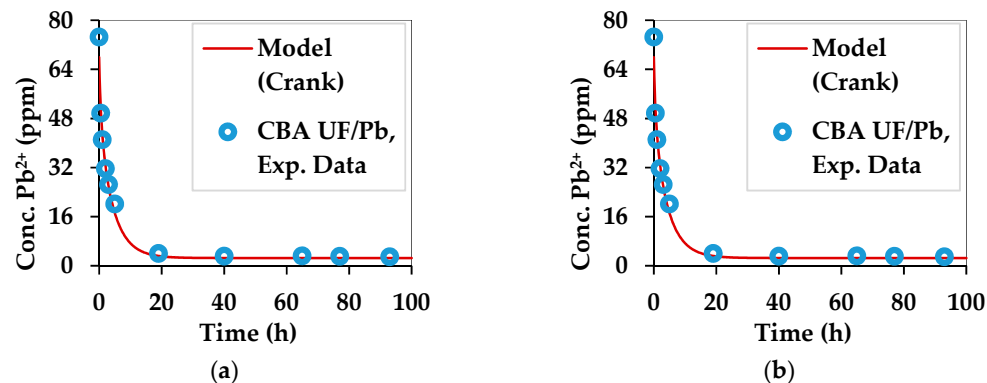 80
64
48
32
16
0
Conc. Pb²⁺ (ppm)
Model
(Crank)
CBA UF/Pb,
Exp. Data
0 20 40 60 80 100
Time (h)
(a)
80
64
48
32
16
0
Conc. Pb²⁺ (ppm)
Model
(Crank)
CBA UF/Pb,
Exp. Data
0 20 40 60 80 100
Time (h)
(b)